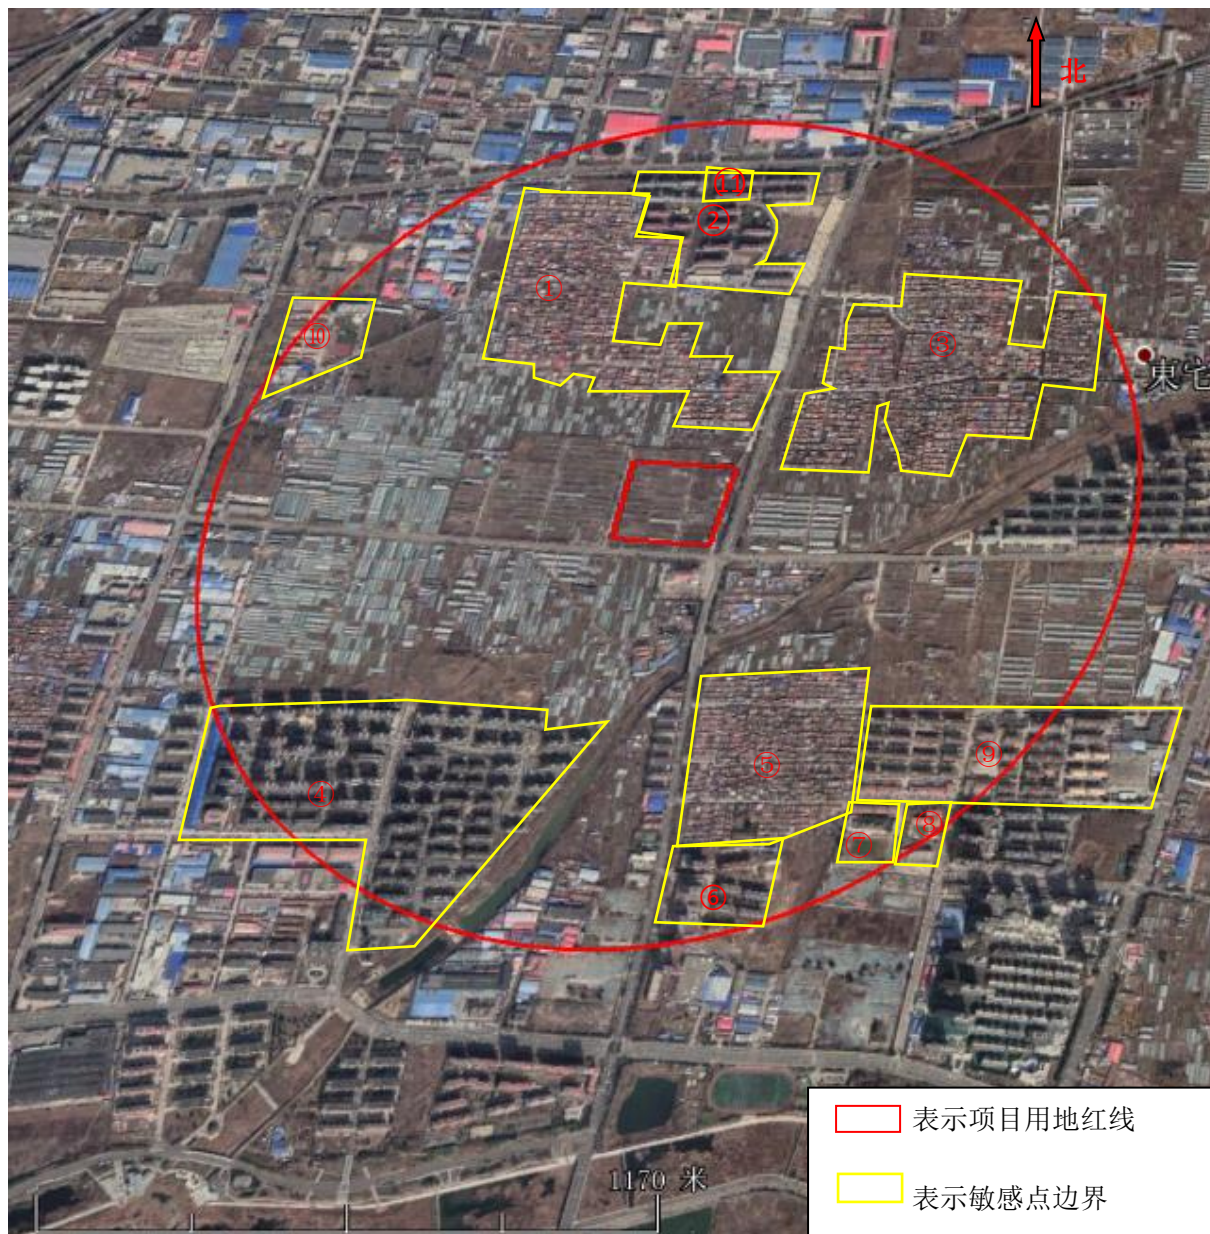 北
⑪
②
①
⑩
③
東宅
④
⑤
⑨
⑧
⑦
⑥
1170 米
表示项目用地红线
表示敏感点边界